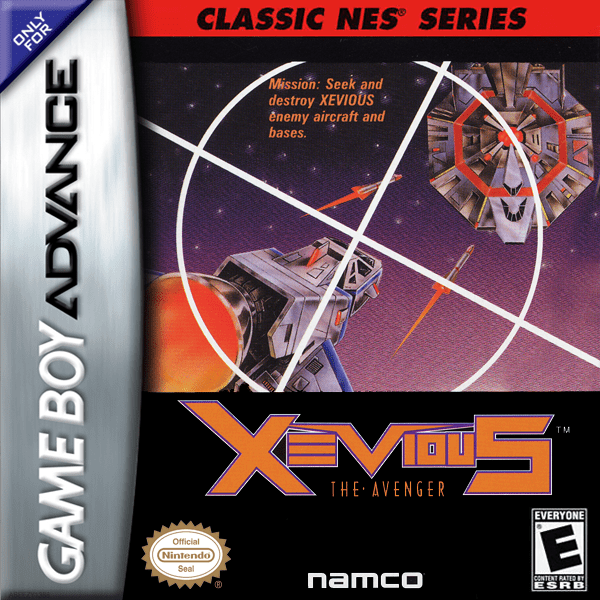 ONLY
FOR
GAME BOY ADVANCE
CLASSIC NES® SERIES
Mission: Seek and
destroy XEVIOUS
enemy aircraft and
bases.
XEVIOUS™
THE·AVENGER
Official
Nintendo
Seal
®
namco
EVERYONE
E
CONTENT RATED BY
ESRB